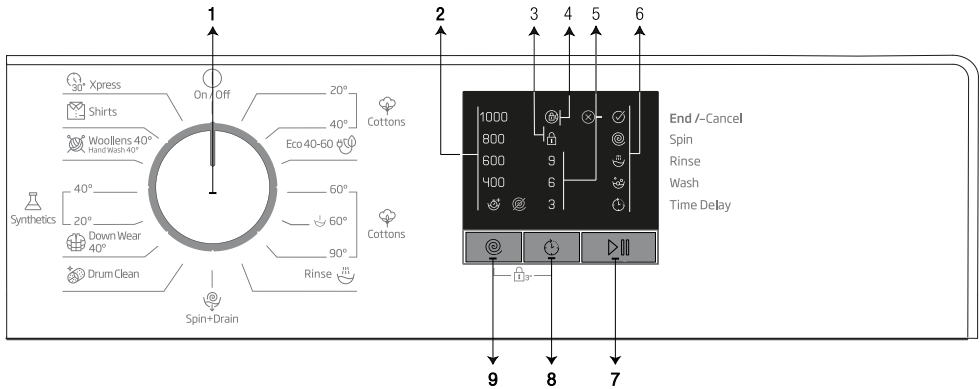 1
2
3
4
5
6
30° Xpress
Shirts
Woollens 40°
Hand Wash 40°
40°
Synthetics
20°
Down Wear
40°
Drum Clean
Spin+Drain
On / Off
20°
40°
Cottons
Eco 40-60
60°
60°
Cottons
90°
Rinse
1000
800
600
9
400
6
3
End /-Cancel
Spin
Rinse
Wash
Time Delay
3"
9
8
7